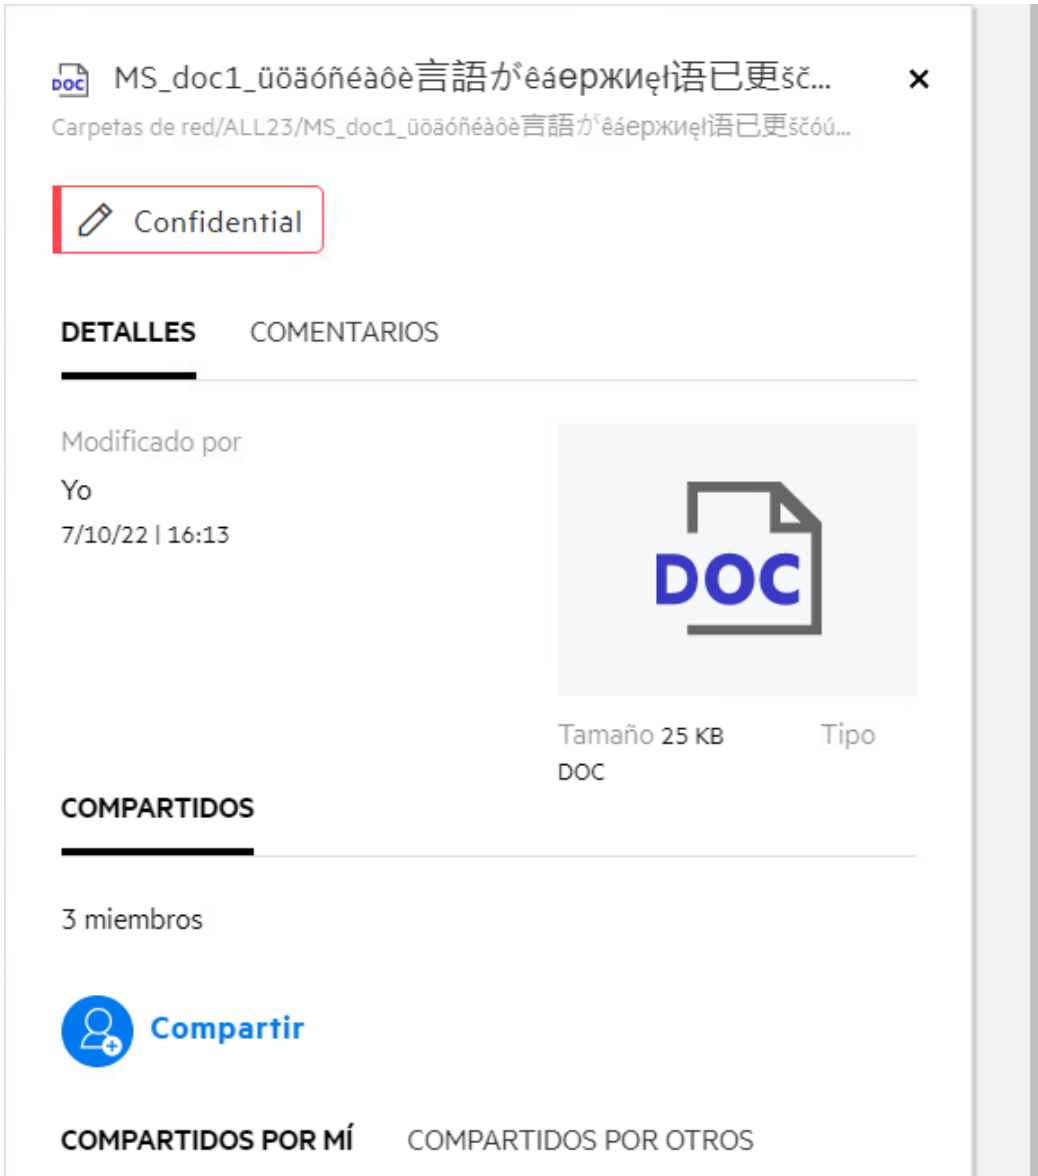 DOC MS_doc1_üöäóñéàôè言語がêáержиęł语已更šč...
Carpetas de red/ALL23/MS_doc1_üöäóñéàôè言語がêáержиęł语已更ščóú...
Confidential
DETALLES COMENTARIOS
Modificado por
Yo
7/10/22 | 16:13
DOC
Tamaño 25 KB Tipo
DOC
COMPARTIDOS
3 miembros
Compartir
COMPARTIDOS POR MÍ COMPARTIDOS POR OTROS